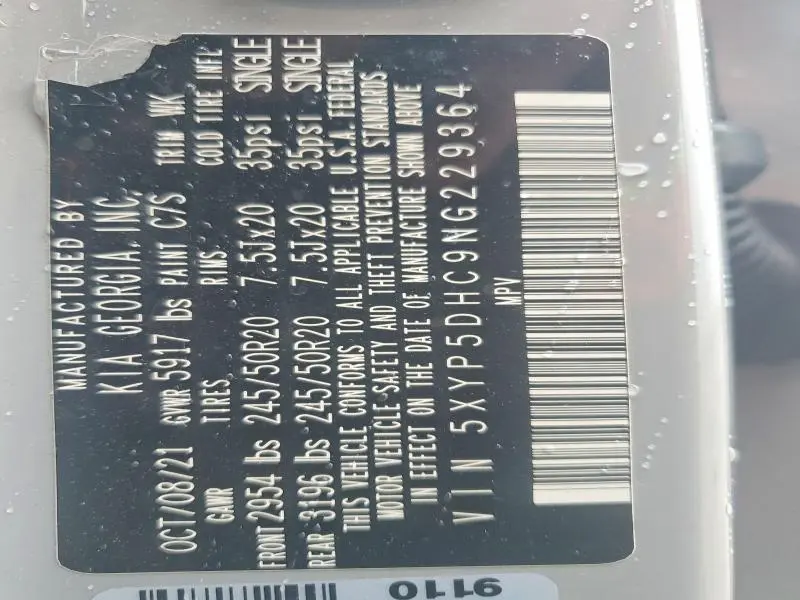 MANUFACTURED BY
KIA GEORGIA, INC.
OCT/08/21 GVWR 5917 lbs PAINT C7S TRIM WK
GAWR TIRES RIMS COLD TIRE INFL
FRONT 2954 lbs 245/50R20 7.5Jx20 35psi SINGLE
REAR 3196 lbs 245/50R20 7.5Jx20 35psi SINGLE
THIS VEHICLE CONFORMS TO ALL APPLICABLE U.S.A. FEDERAL
MOTOR VEHICLE SAFETY AND THEFT PREVENTION STANDARDS
IN EFFECT ON THE DATE OF MANUFACTURE SHOWN ABOVE
VIN 5XYP5DHC9NG229364
MPV
9110